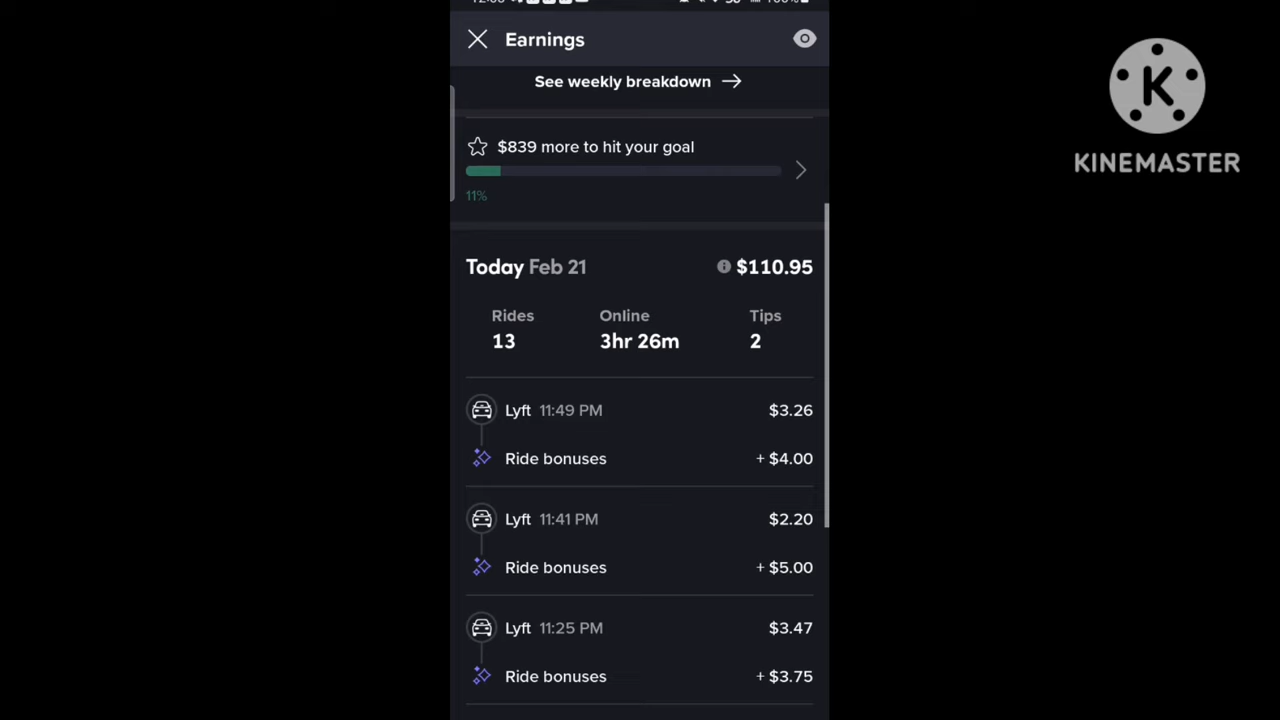 Earnings
See weekly breakdown →
$839 more to hit your goal
11%
Today Feb 21 $110.95
Rides Online Tips
13 3hr 26m 2
Lyft 11:49 PM $3.26
Ride bonuses + $4.00
Lyft 11:41 PM $2.20
Ride bonuses + $5.00
Lyft 11:25 PM $3.47
Ride bonuses + $3.75
K
KINEMASTER